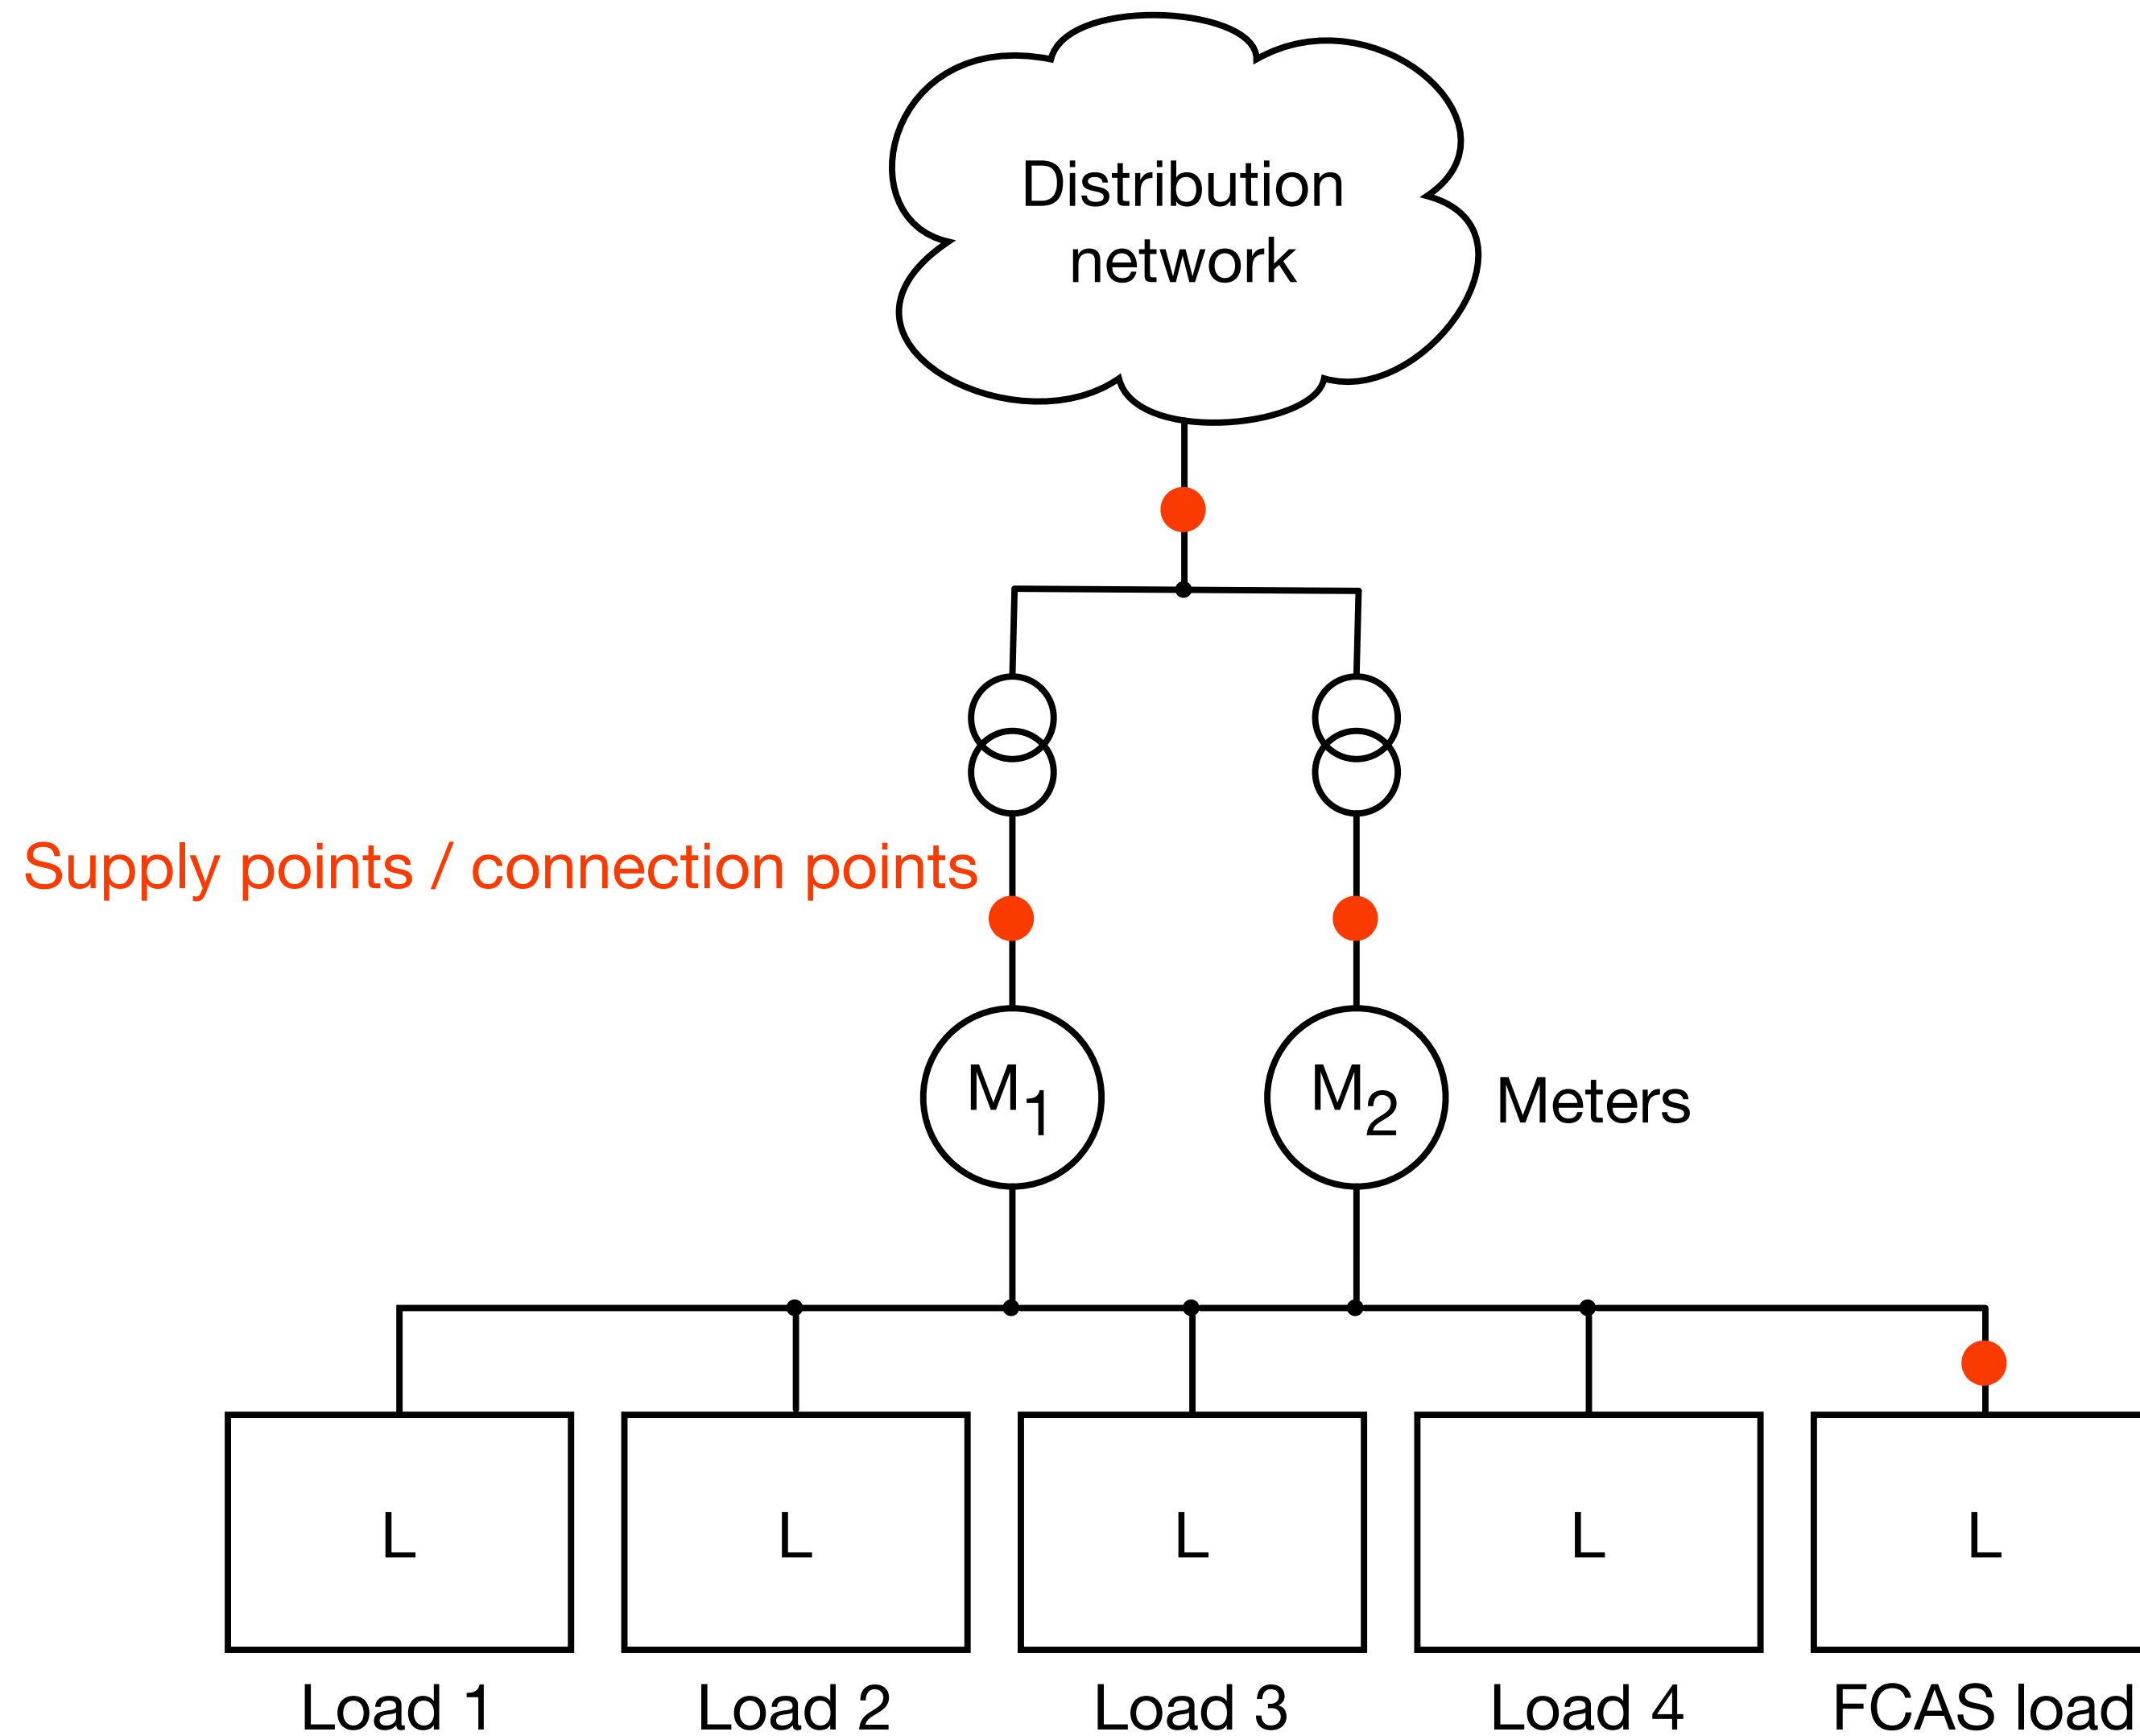 Distribution
network
Supply points / connection points
M1
M2
Meters
L
L
L
L
L
Load 1
Load 2
Load 3
Load 4
FCAS load